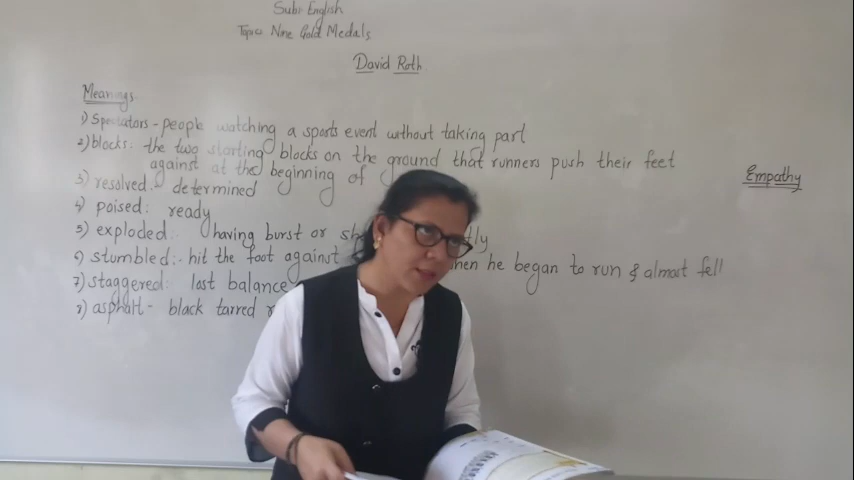 Sub: English
Topic: Nine Gold Medals
David Roth
Meanings
1) Spectators - people watching a sports event without taking part
2) blocks: the two starting blocks on the ground that runners push their feet
against at the beginning of
3) resolved:- determined
4) poised: ready
5) exploded:- having burst or
6) stumbled:- hit the foot against when he began to run & almost fell
7) staggered: lost balance
8) asphalt - black tarred
Empathy